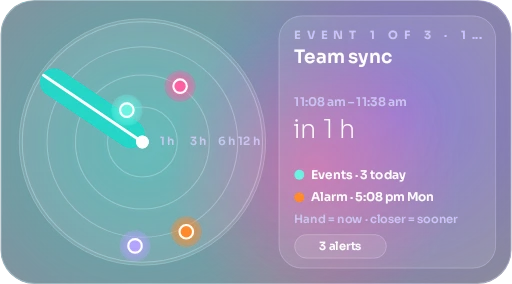 1 h 3 h 6 h 12 h
EVENT 1 OF 3 · 1...
Team sync
11:08 am – 11:38 am
in 1 h
Events · 3 today
Alarm · 5:08 pm Mon
Hand = now · closer = sooner
3 alerts